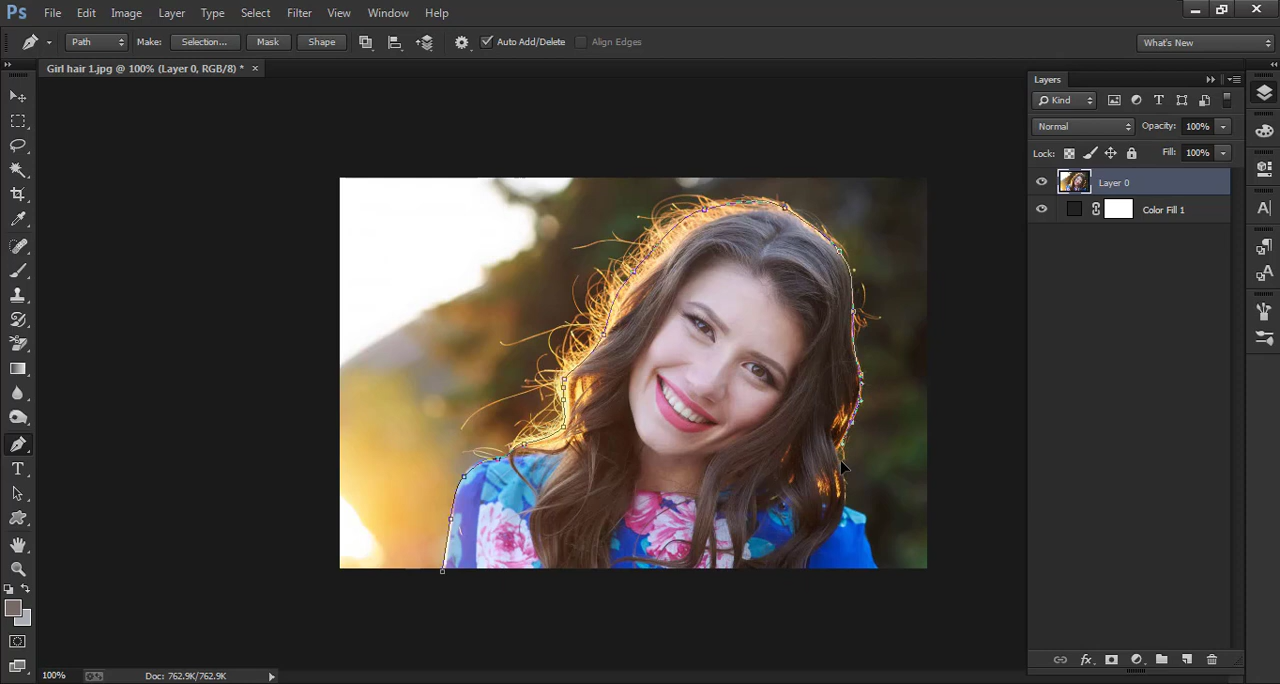 Ps File Edit Image Layer Type Select Filter View Window Help
Path Make: Selection... Mask Shape Auto Add/Delete Align Edges What's New
Girl hair 1.jpg @ 100% (Layer 0, RGB/8) * ×
Layers
Kind T
Normal Opacity: 100%
Lock: Fill: 100%
Layer 0
Color Fill 1
A
A
T
100% Doc: 762.9K/762.9K